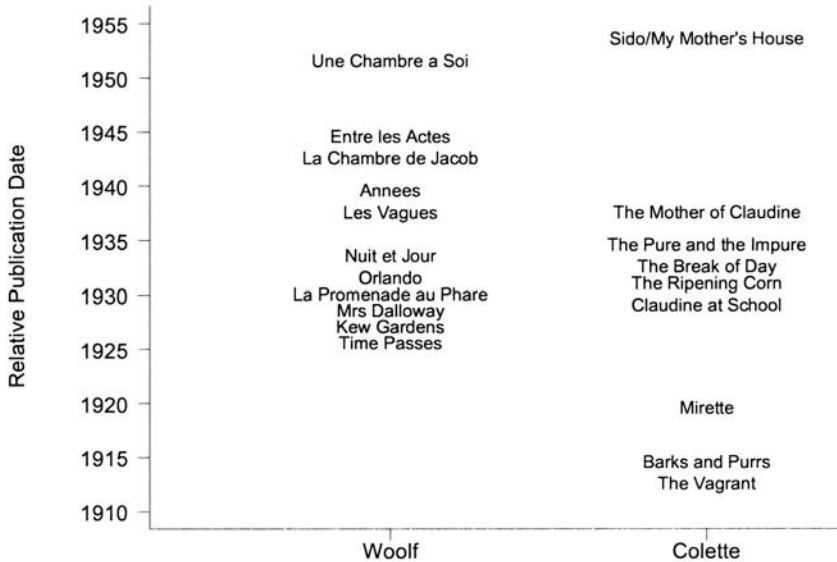 Relative Publication Date
1955
1950
1945
1940
1935
1930
1925
1920
1915
1910
Une Chambre a Soi
Entre les Actes
La Chambre de Jacob
Annees
Les Vagues
Nuit et Jour
Orlando
La Promenade au Phare
Mrs Dalloway
Kew Gardens
Time Passes
Sido/My Mother's House
The Mother of Claudine
The Pure and the Impure
The Break of Day
The Ripening Corn
Claudine at School
Mirette
Barks and Purrs
The Vagrant
Woolf
Colette